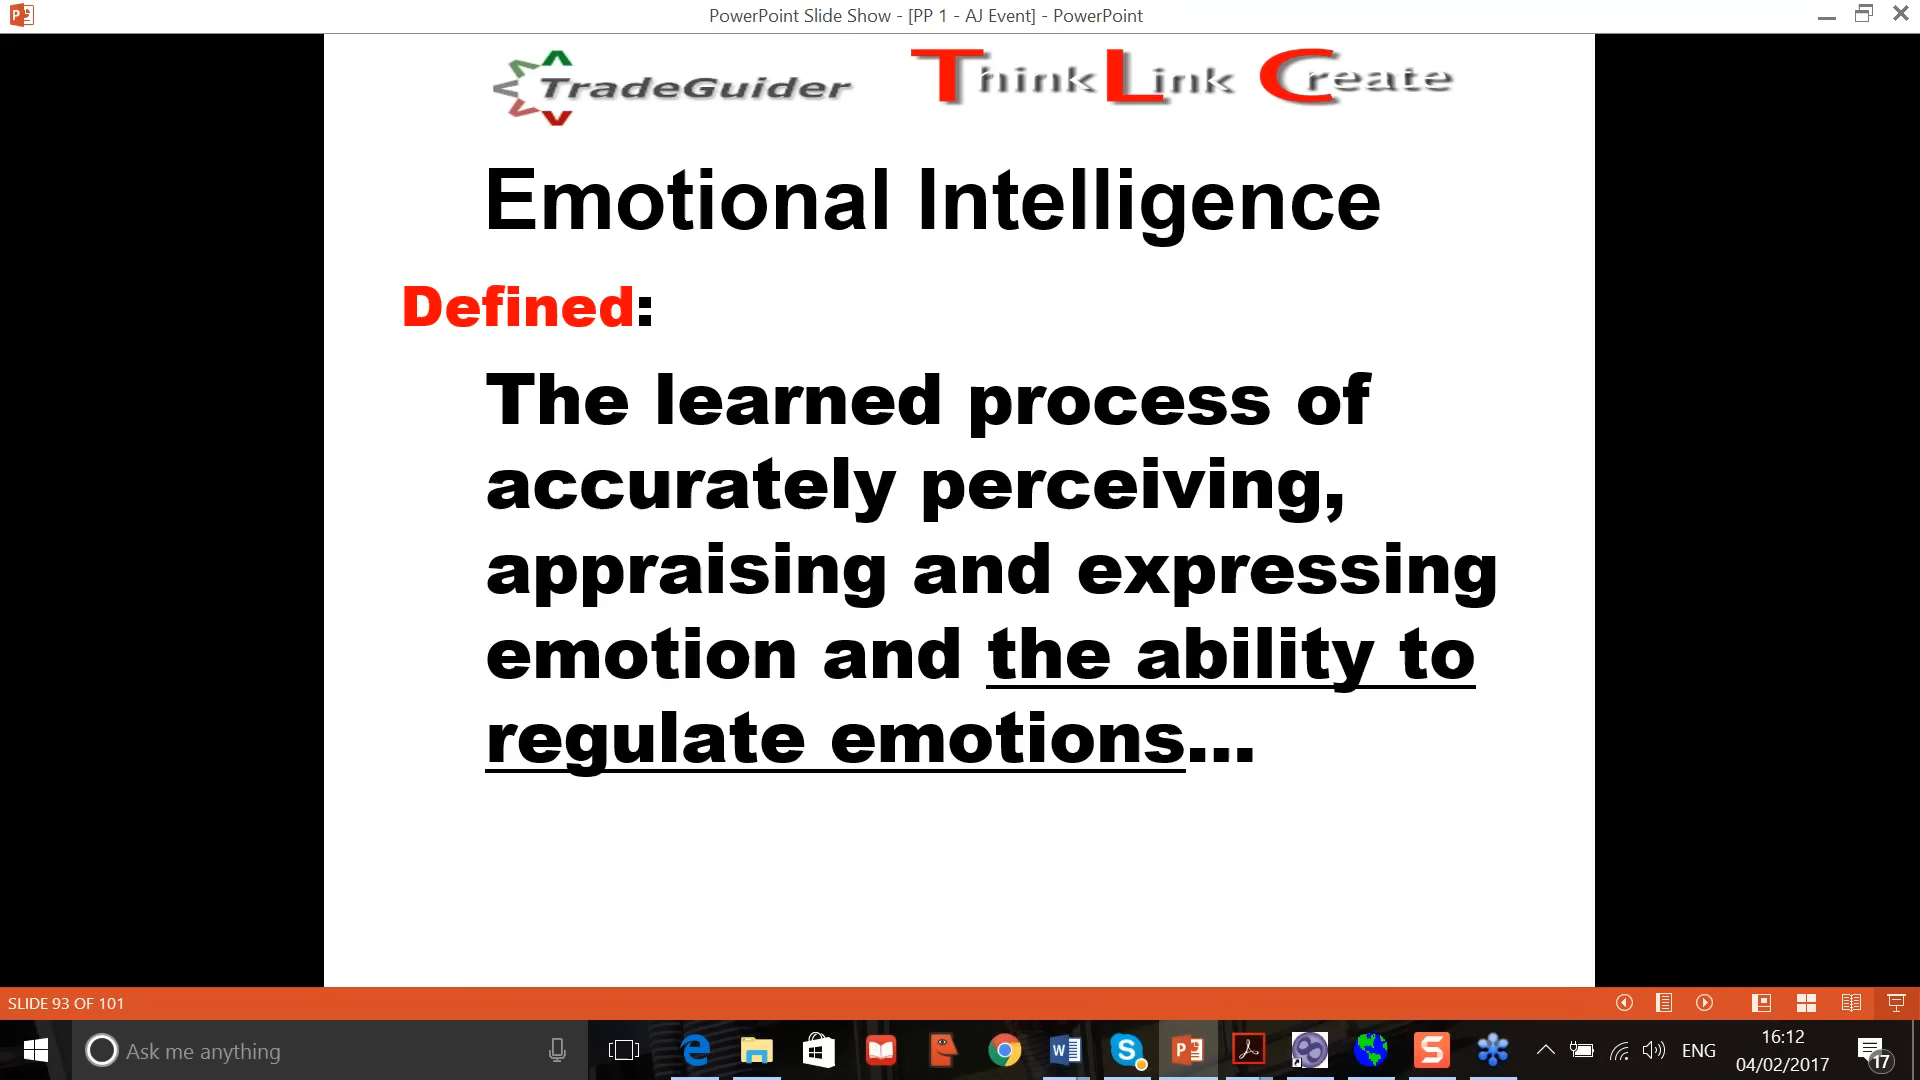 PowerPoint Slide Show - [PP 1 - AJ Event] - PowerPoint
TradeGuider Think Link Create
Emotional Intelligence
Defined:
The learned process of
accurately perceiving,
appraising and expressing
emotion and the ability to
regulate emotions...
SLIDE 93 OF 101
Ask me anything
ENG
16:12
04/02/2017
17